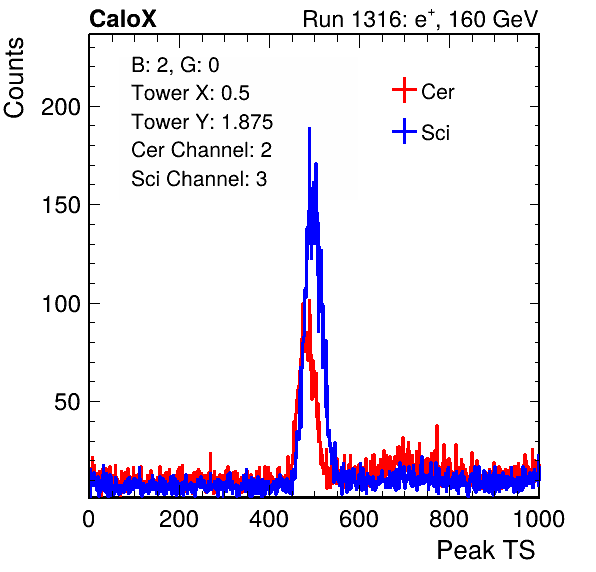 CaloX
Run 1316: e+, 160 GeV
Counts
B: 2, G: 0
Tower X: 0.5
Tower Y: 1.875
Cer Channel: 2
Sci Channel: 3
Cer
Sci
200
150
100
50
0 200 400 600 800 1000
Peak TS